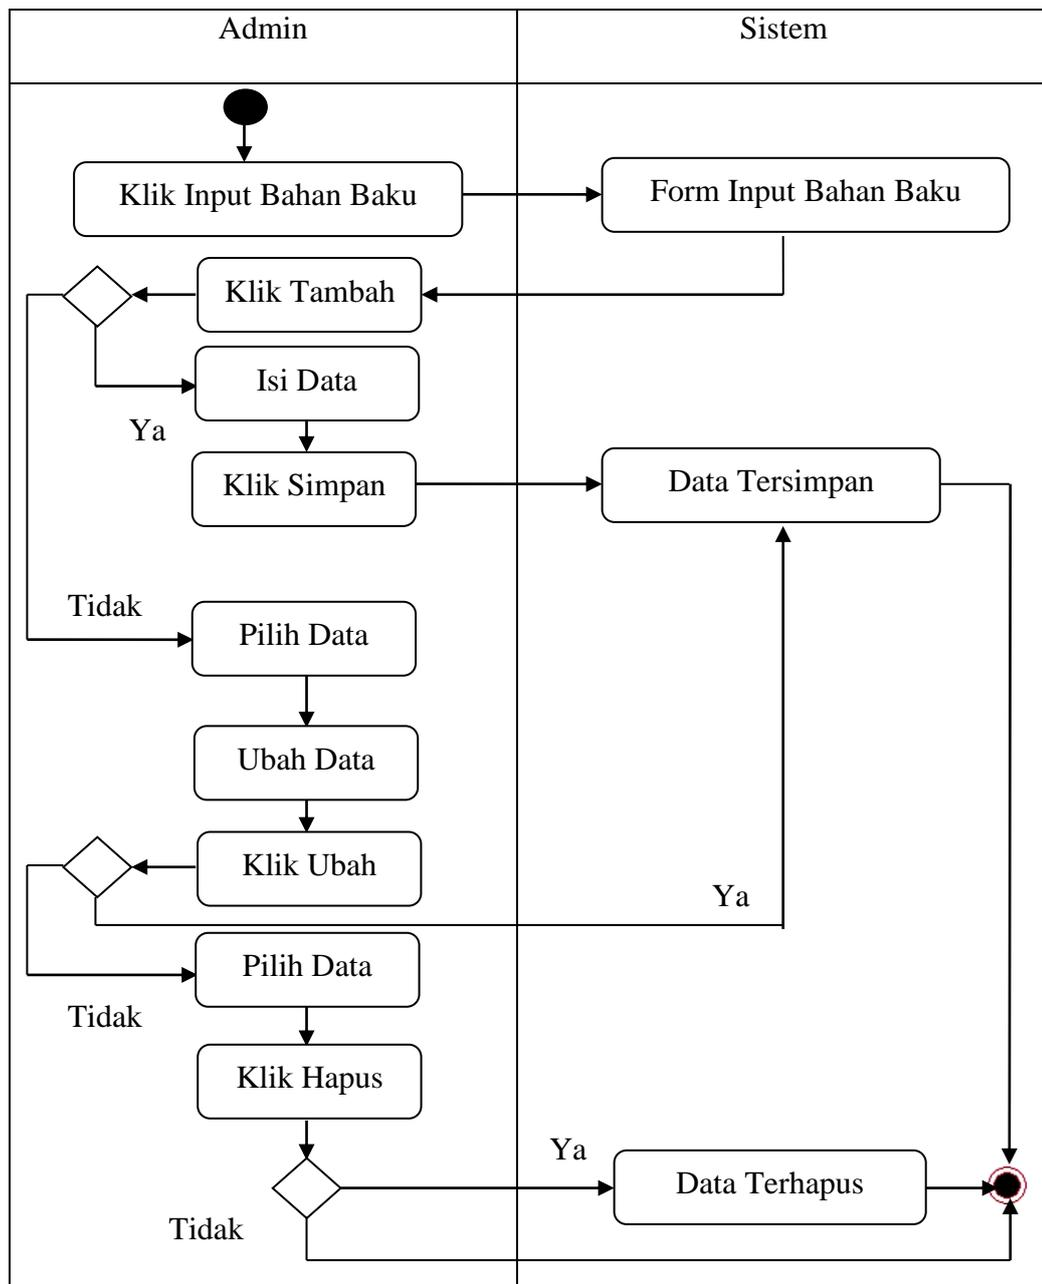 Admin
Sistem
Klik Input Bahan Baku
Form Input Bahan Baku
Klik Tambah
Isi Data
Ya
Klik Simpan
Data Tersimpan
Tidak
Pilih Data
Ubah Data
Klik Ubah
Ya
Pilih Data
Tidak
Klik Hapus
Ya
Data Terhapus
Tidak